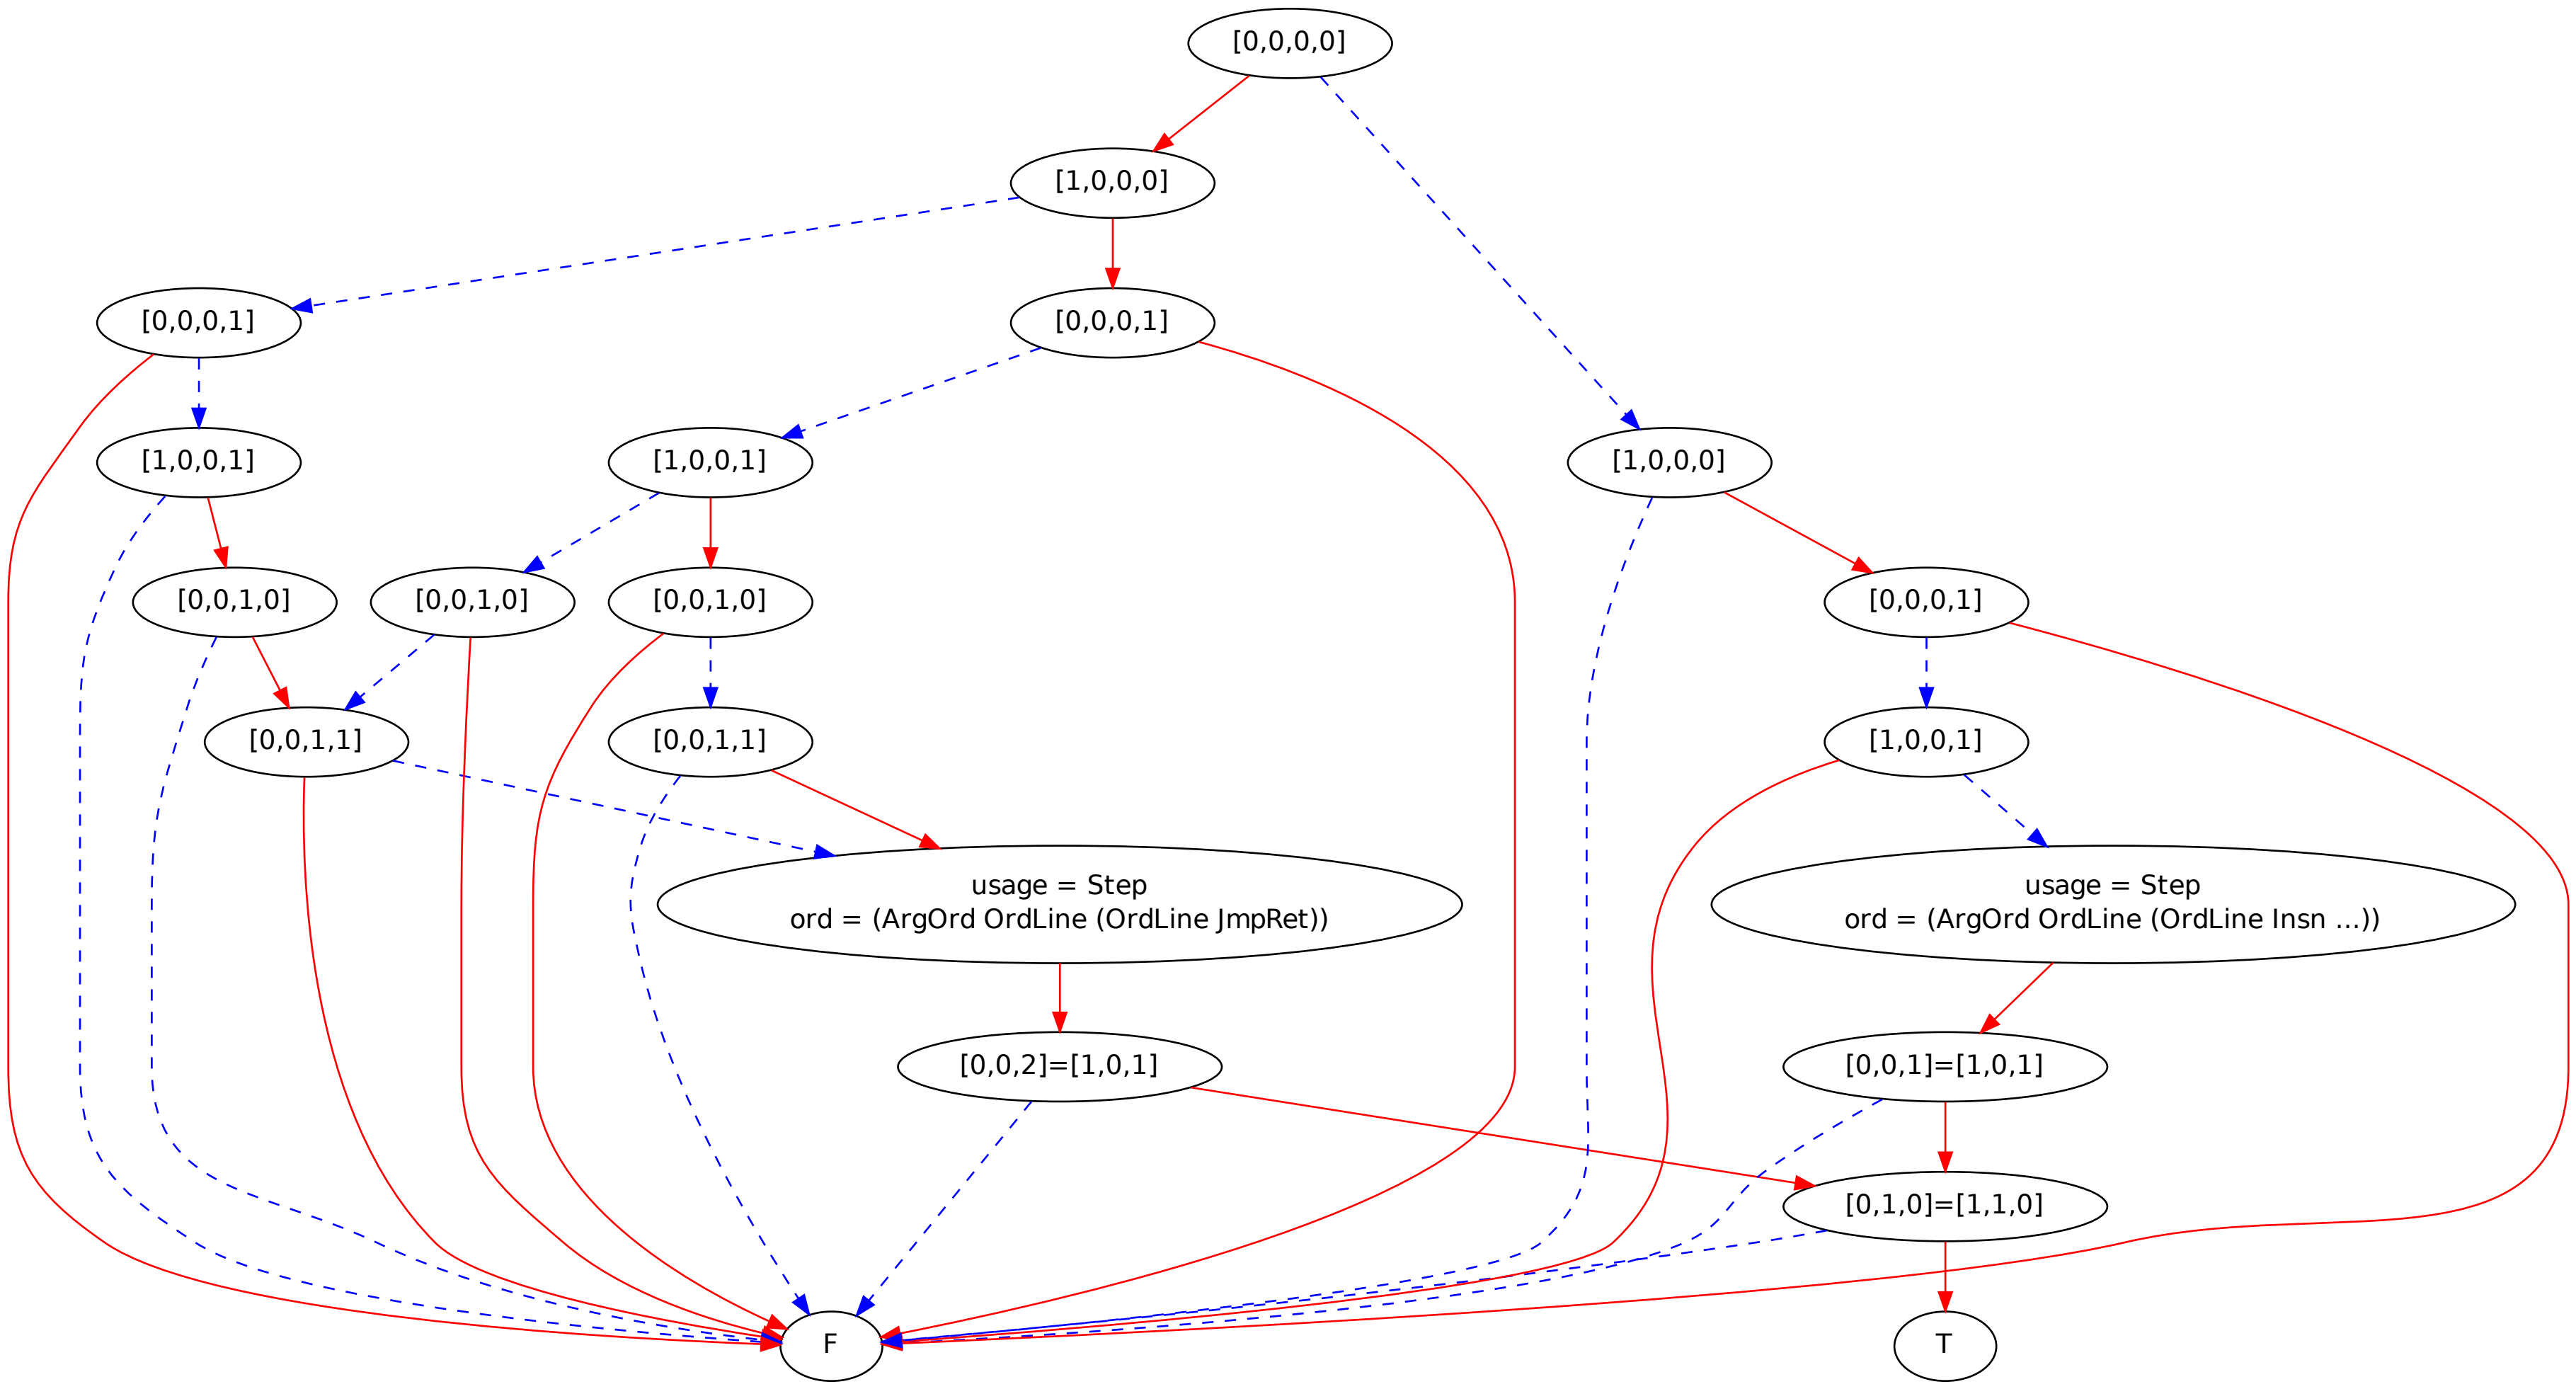 [0,0,0,0]
[1,0,0,0]
[0,0,0,1]
[0,0,0,1]
[1,0,0,1]
[1,0,0,1]
[1,0,0,0]
[0,0,1,0]
[0,0,1,0]
[0,0,1,0]
[0,0,0,1]
[0,0,1,1]
[0,0,1,1]
[1,0,0,1]
usage = Step
ord = (ArgOrd OrdLine (OrdLine JmpRet))
usage = Step
ord = (ArgOrd OrdLine (OrdLine Insn ...))
[0,0,2]=[1,0,1]
[0,0,1]=[1,0,1]
[0,1,0]=[1,1,0]
F
T